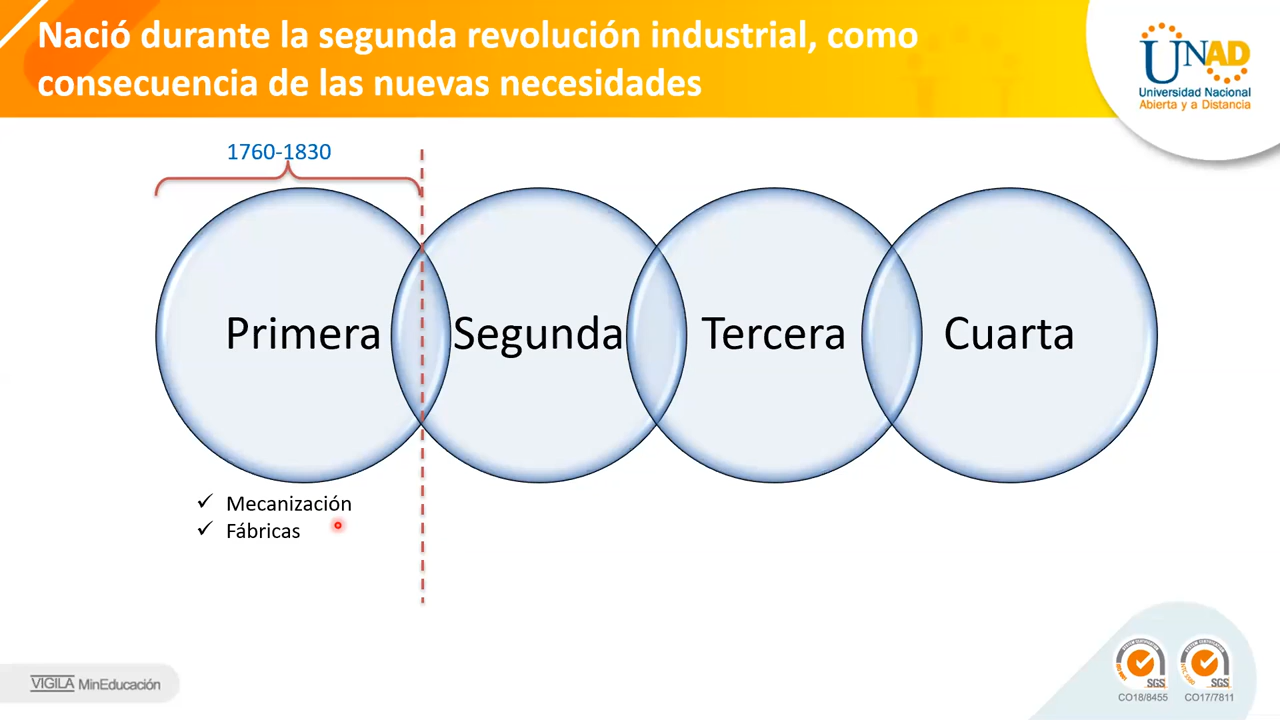 Nació durante la segunda revolución industrial, como
consecuencia de las nuevas necesidades
UNAD
Universidad Nacional
Abierta y a Distancia
1760-1830
Primera
Segunda
Tercera
Cuarta
✓ Mecanización
✓ Fábricas
VIGILA MinEducación
SGS
SGS
CO18/8455
CO17/7811